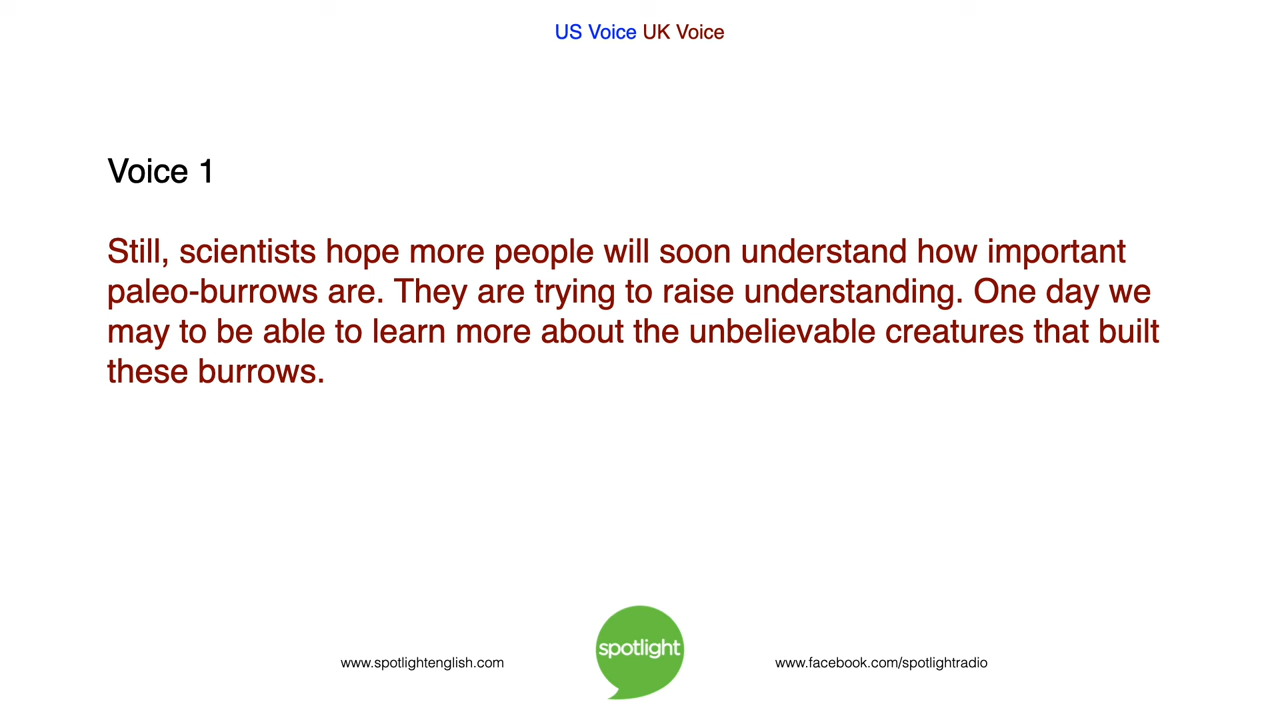 US Voice UK Voice
Voice 1
Still, scientists hope more people will soon understand how important
paleo-burrows are. They are trying to raise understanding. One day we
may to be able to learn more about the unbelievable creatures that built
these burrows.
spotlight
www.spotlightenglish.com
www.facebook.com/spotlightradio